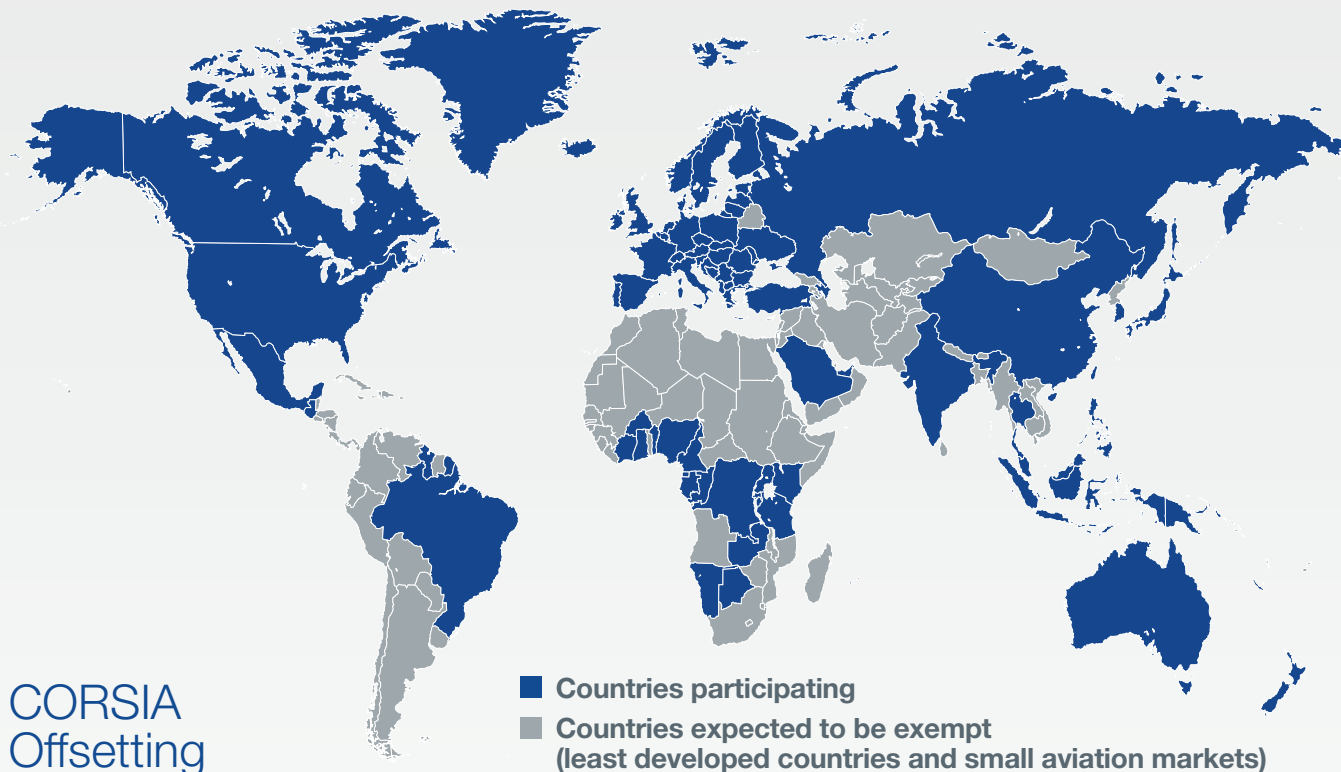 CORSIA
Offsetting
Countries participating
Countries expected to be exempt
(least developed countries and small aviation markets)